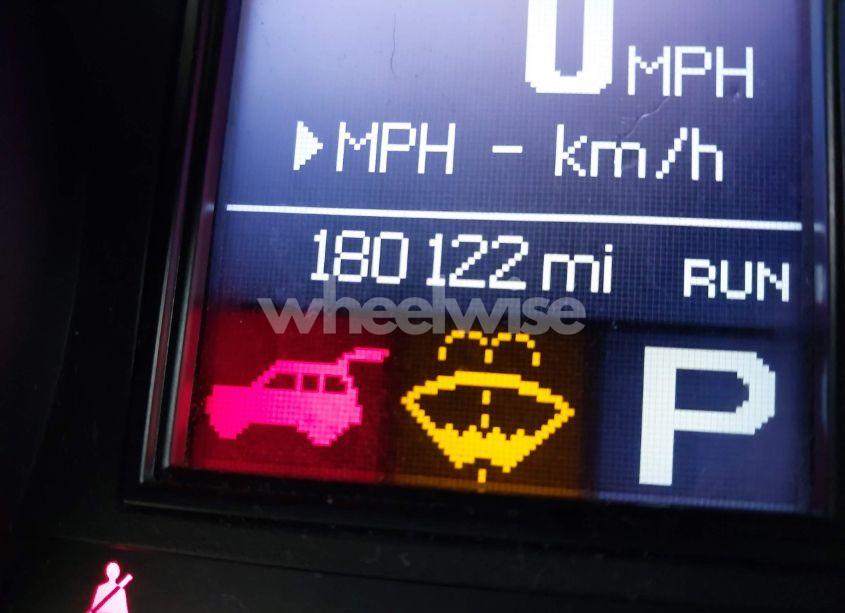 0 MPH
▶MPH - km/h
180 122 mi RUN
wheelwise
P